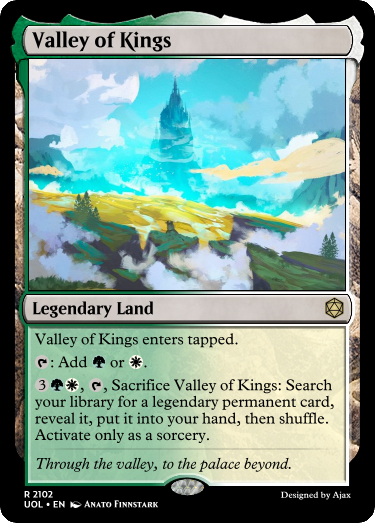 Valley of Kings
Legendary Land
Valley of Kings enters tapped.
: Add or .
3 , , Sacrifice Valley of Kings: Search
your library for a legendary permanent card,
reveal it, put it into your hand, then shuffle.
Activate only as a sorcery.
Through the valley, to the palace beyond.
R 2102
UOL • EN Anato Finnstark
Designed by Ajax